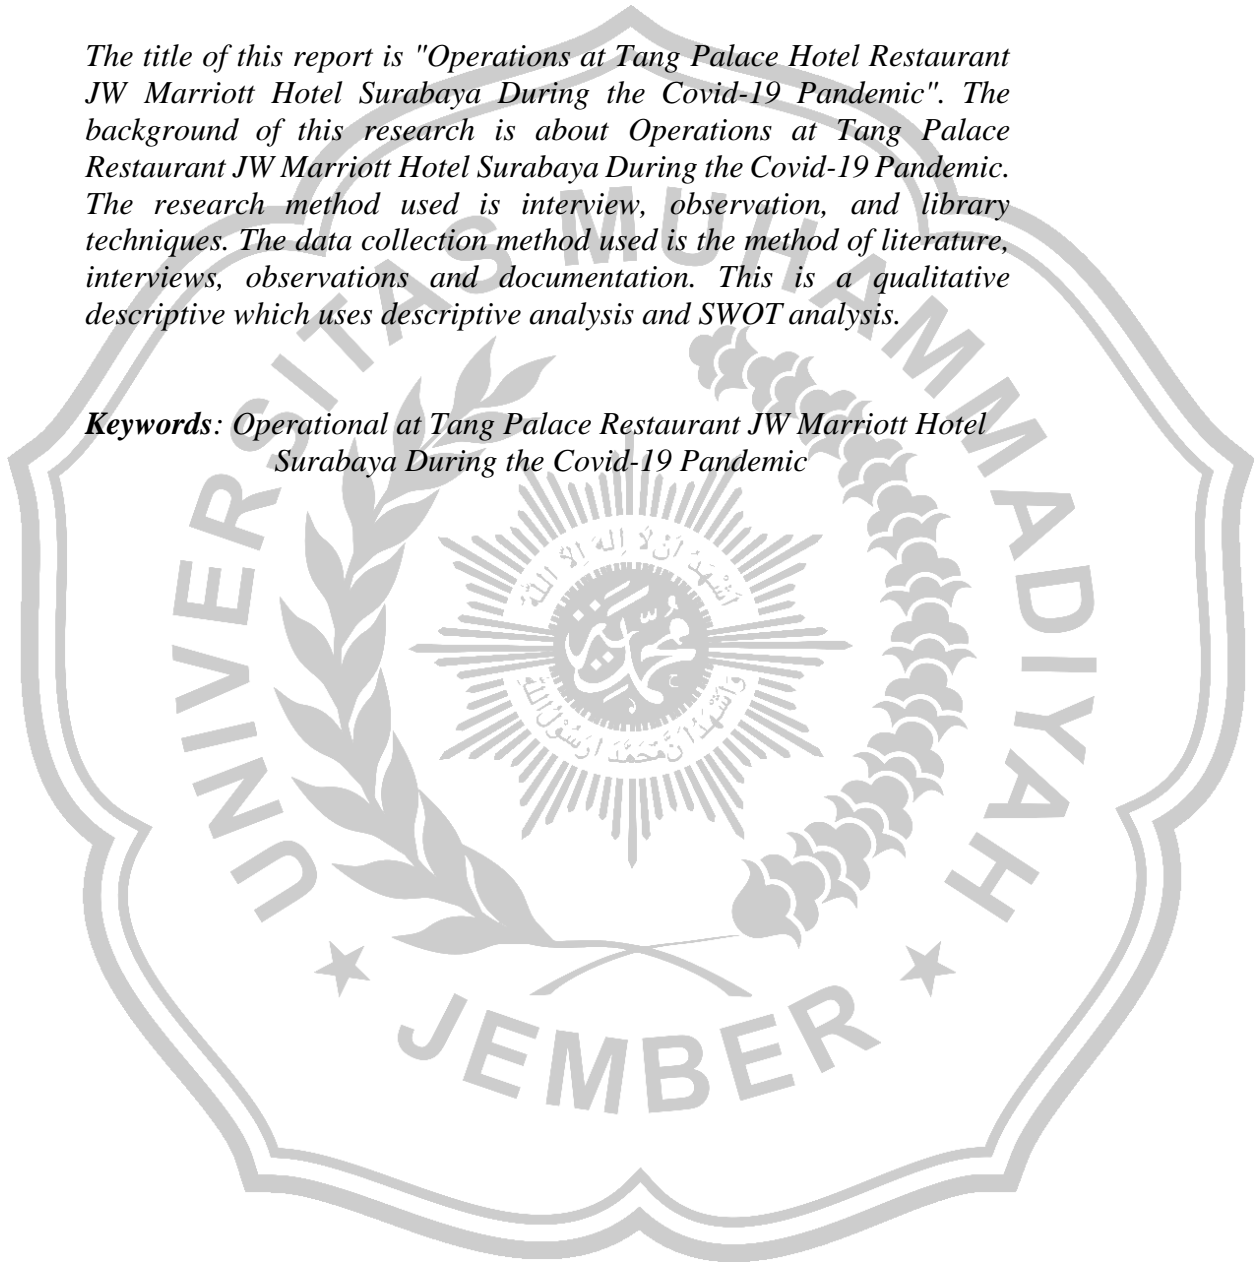 The title of this report is "Operations at Tang Palace Hotel Restaurant
JW Marriott Hotel Surabaya During the Covid-19 Pandemic". The
background of this research is about Operations at Tang Palace
Restaurant JW Marriott Hotel Surabaya During the Covid-19 Pandemic.
The research method used is interview, observation, and library
techniques. The data collection method used is the method of literature,
interviews, observations and documentation. This is a qualitative
descriptive which uses descriptive analysis and SWOT analysis.
Keywords: Operational at Tang Palace Restaurant JW Marriott Hotel
Surabaya During the Covid-19 Pandemic
UNIVERSITAS MUHAMMADIYAH
JEMBER